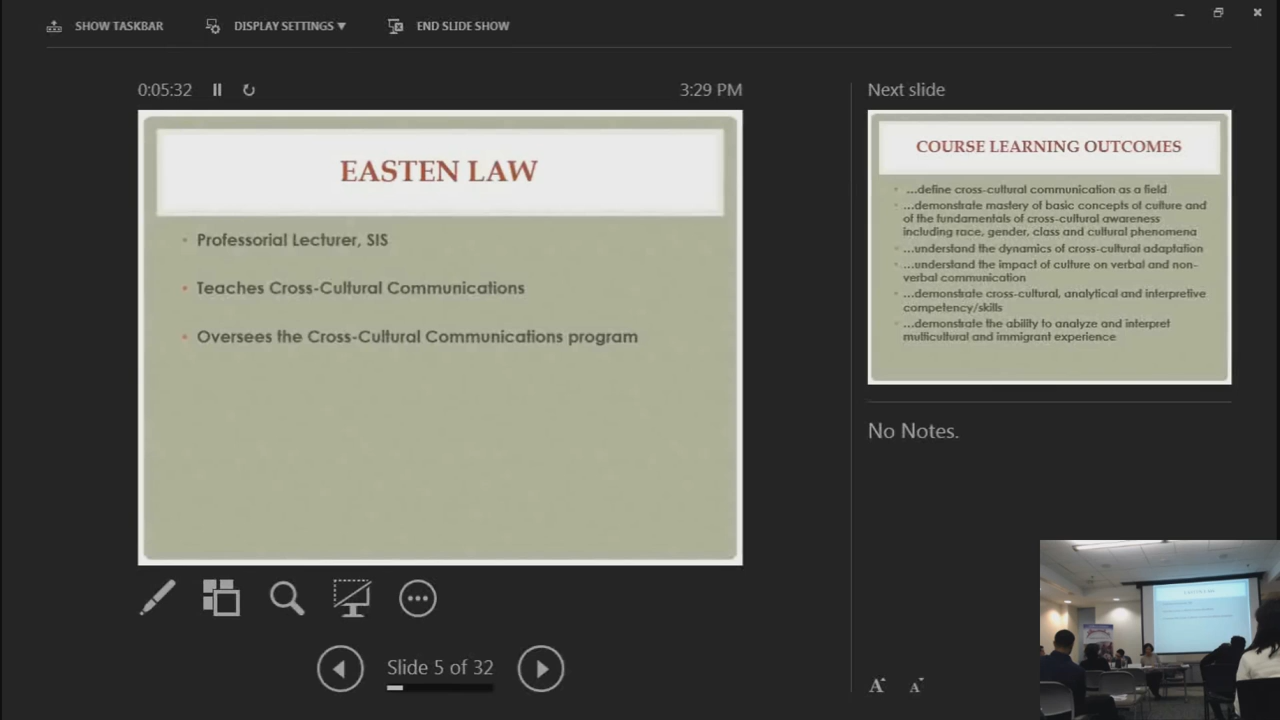 SHOW TASKBAR
DISPLAY SETTINGS ▼
END SLIDE SHOW
0:05:32
3:29 PM
Next slide
EASTEN LAW
• Professorial Lecturer, SIS
• Teaches Cross-Cultural Communications
• Oversees the Cross-Cultural Communications program
COURSE LEARNING OUTCOMES
• ...define cross-cultural communication as a field
• ...demonstrate mastery of basic concepts of culture and
of the fundamentals of cross-cultural awareness
including race, gender, class and cultural phenomena
• ...understand the dynamics of cross-cultural adaptation
• ...understand the impact of culture on verbal and non-
verbal communication
• ...demonstrate cross-cultural, analytical and interpretive
competency/skills
• ...demonstrate the ability to analyze and interpret
multicultural and immigrant experience
No Notes.
Slide 5 of 32
A A